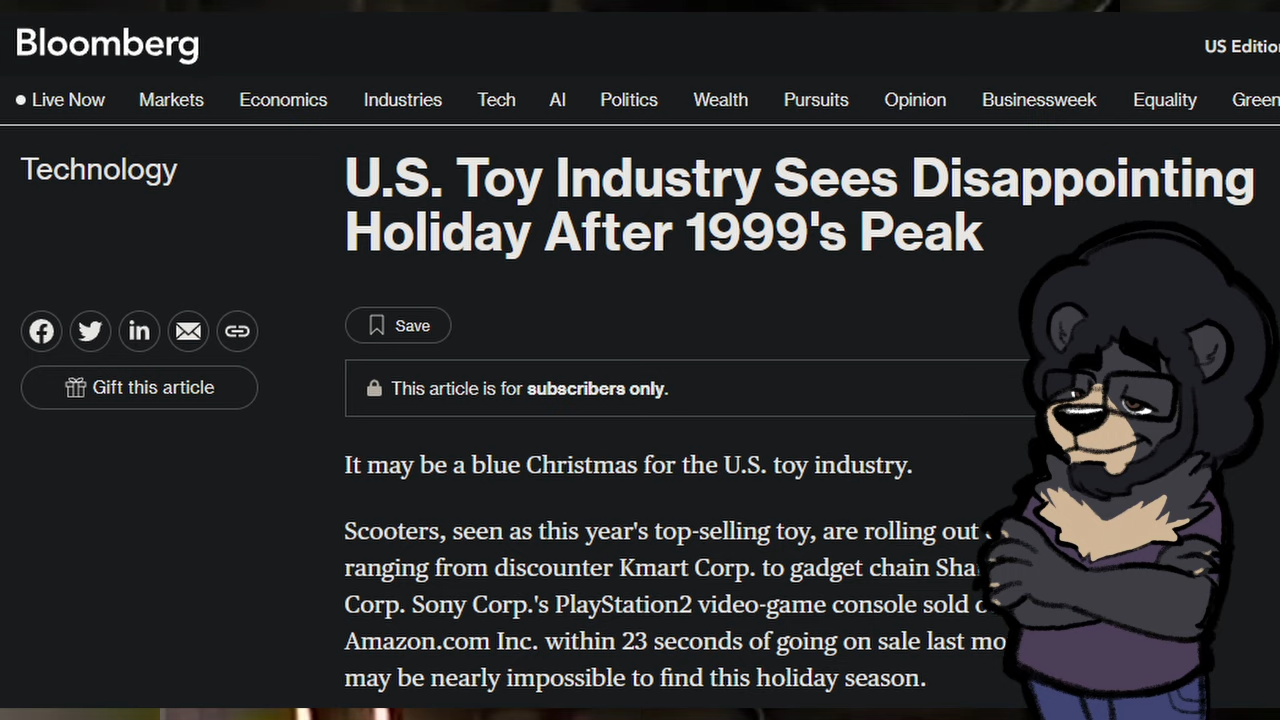 Bloomberg
US Editio
Live Now Markets Economics Industries Tech AI Politics Wealth Pursuits Opinion Businessweek Equality Green
Technology
U.S. Toy Industry Sees Disappointing
Holiday After 1999's Peak
Save
Gift this article
This article is for subscribers only.
It may be a blue Christmas for the U.S. toy industry.
Scooters, seen as this year's top-selling toy, are rolling out
ranging from discounter Kmart Corp. to gadget chain Sha
Corp. Sony Corp.'s PlayStation2 video-game console sold
Amazon.com Inc. within 23 seconds of going on sale last mo
may be nearly impossible to find this holiday season.